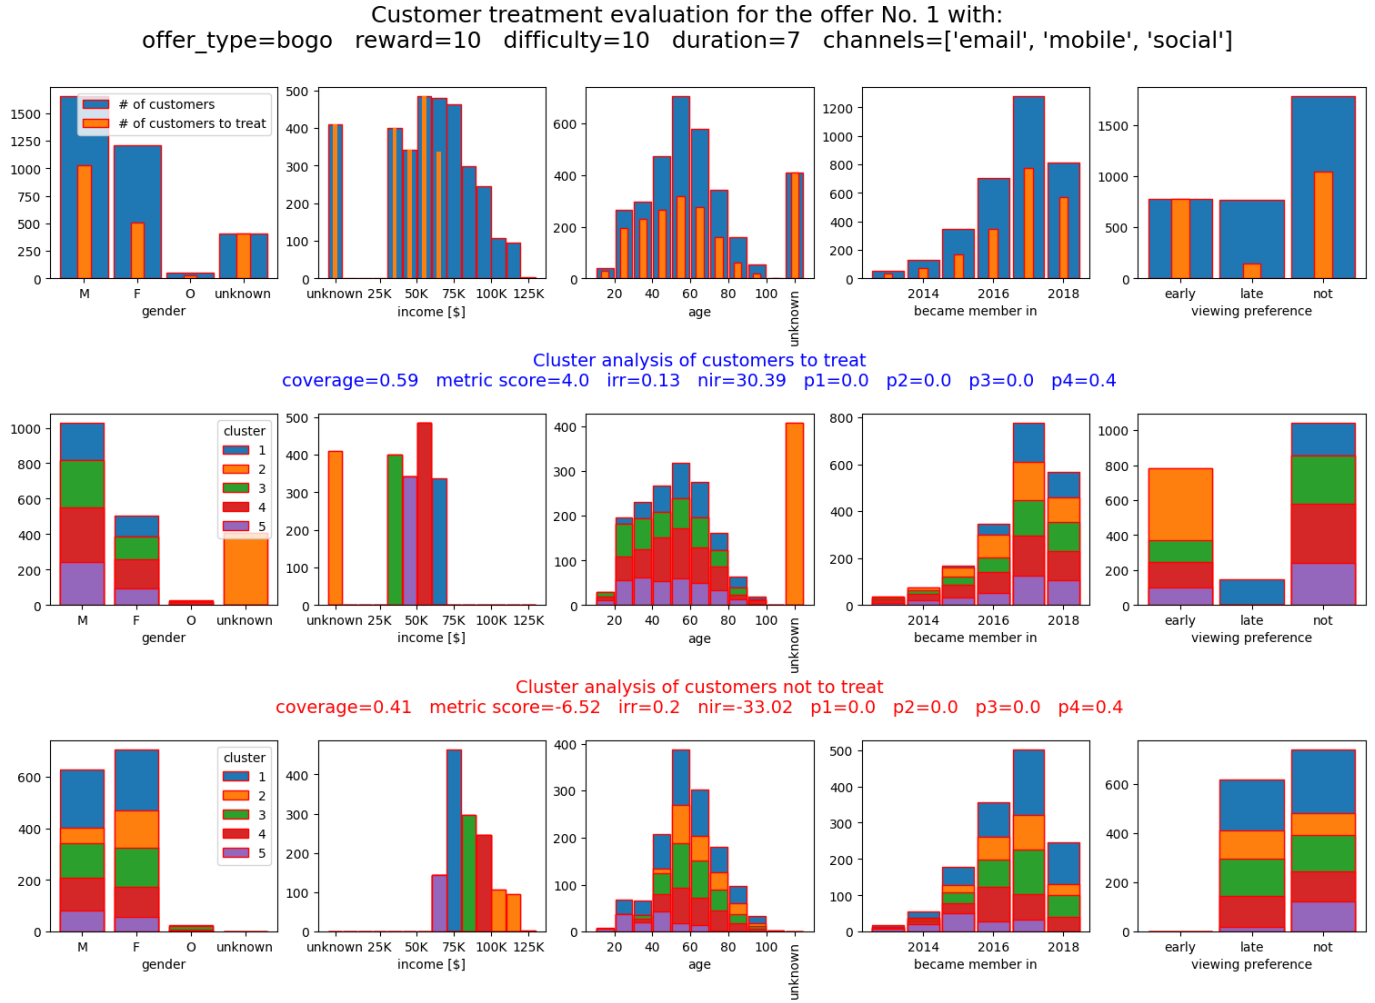 Customer treatment evaluation for the offer No. 1 with:
offer_type=bogo reward=10 difficulty=10 duration=7 channels=['email', 'mobile', 'social']
# of customers
# of customers to treat
1500
1250
1000
750
500
250
0
M F O unknown
gender
500
400
300
200
100
0
unknown 25K 50K 75K 100K 125K
income [$]
600
400
200
0
20 40 60 80 100 unknown
age
1200
1000
800
600
400
200
0
2014 2016 2018
became member in
1500
1000
500
0
early late not
viewing preference
Cluster analysis of customers to treat
coverage=0.59 metric score=4.0 irr=0.13 nir=30.39 p1=0.0 p2=0.0 p3=0.0 p4=0.4
1000
800
600
400
200
0
cluster
1
2
3
4
5
M F O unknown
gender
500
400
300
200
100
0
unknown 25K 50K 75K 100K 125K
income [$]
400
300
200
100
0
20 40 60 80 100 unknown
age
800
600
400
200
0
2014 2016 2018
became member in
1000
800
600
400
200
0
early late not
viewing preference
Cluster analysis of customers not to treat
coverage=0.41 metric score=-6.52 irr=0.2 nir=-33.02 p1=0.0 p2=0.0 p3=0.0 p4=0.4
600
400
200
0
cluster
1
2
3
4
5
M F O unknown
gender
400
300
200
100
0
unknown 25K 50K 75K 100K 125K
income [$]
400
300
200
100
0
20 40 60 80 100 unknown
age
500
400
300
200
100
0
2014 2016 2018
became member in
600
400
200
0
early late not
viewing preference